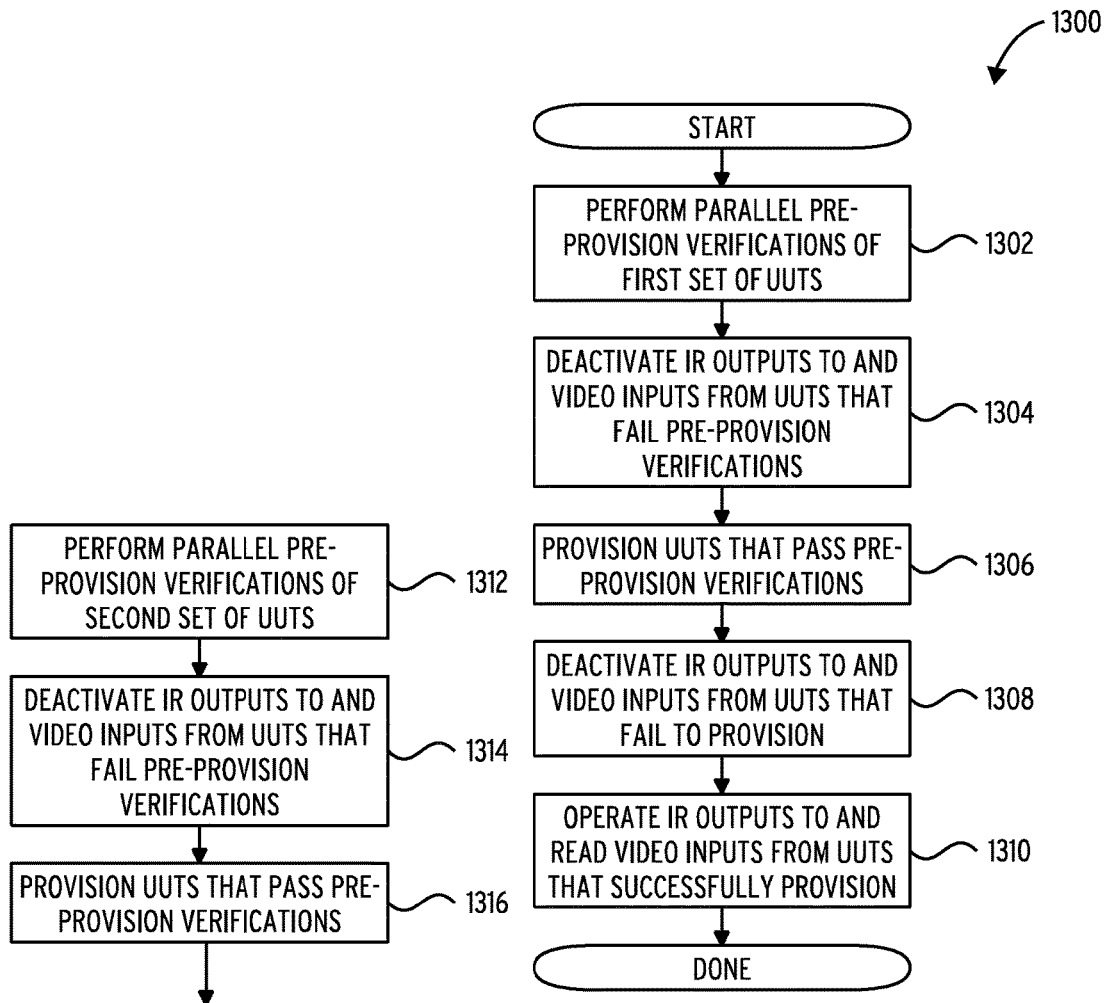 1300
START
PERFORM PARALLEL PRE-
PROVISION VERIFICATIONS OF
FIRST SET OF UUTS
1302
DEACTIVATE IR OUTPUTS TO AND
VIDEO INPUTS FROM UUTS THAT
FAIL PRE-PROVISION
VERIFICATIONS
1304
PROVISION UUTS THAT PASS PRE-
PROVISION VERIFICATIONS
1306
DEACTIVATE IR OUTPUTS TO AND
VIDEO INPUTS FROM UUTS THAT
FAIL TO PROVISION
1308
OPERATE IR OUTPUTS TO AND
READ VIDEO INPUTS FROM UUTS
THAT SUCCESSFULLY PROVISION
1310
DONE
PERFORM PARALLEL PRE-
PROVISION VERIFICATIONS OF
SECOND SET OF UUTS
1312
DEACTIVATE IR OUTPUTS TO AND
VIDEO INPUTS FROM UUTS THAT
FAIL PRE-PROVISION
VERIFICATIONS
1314
PROVISION UUTS THAT PASS PRE-
PROVISION VERIFICATIONS
1316